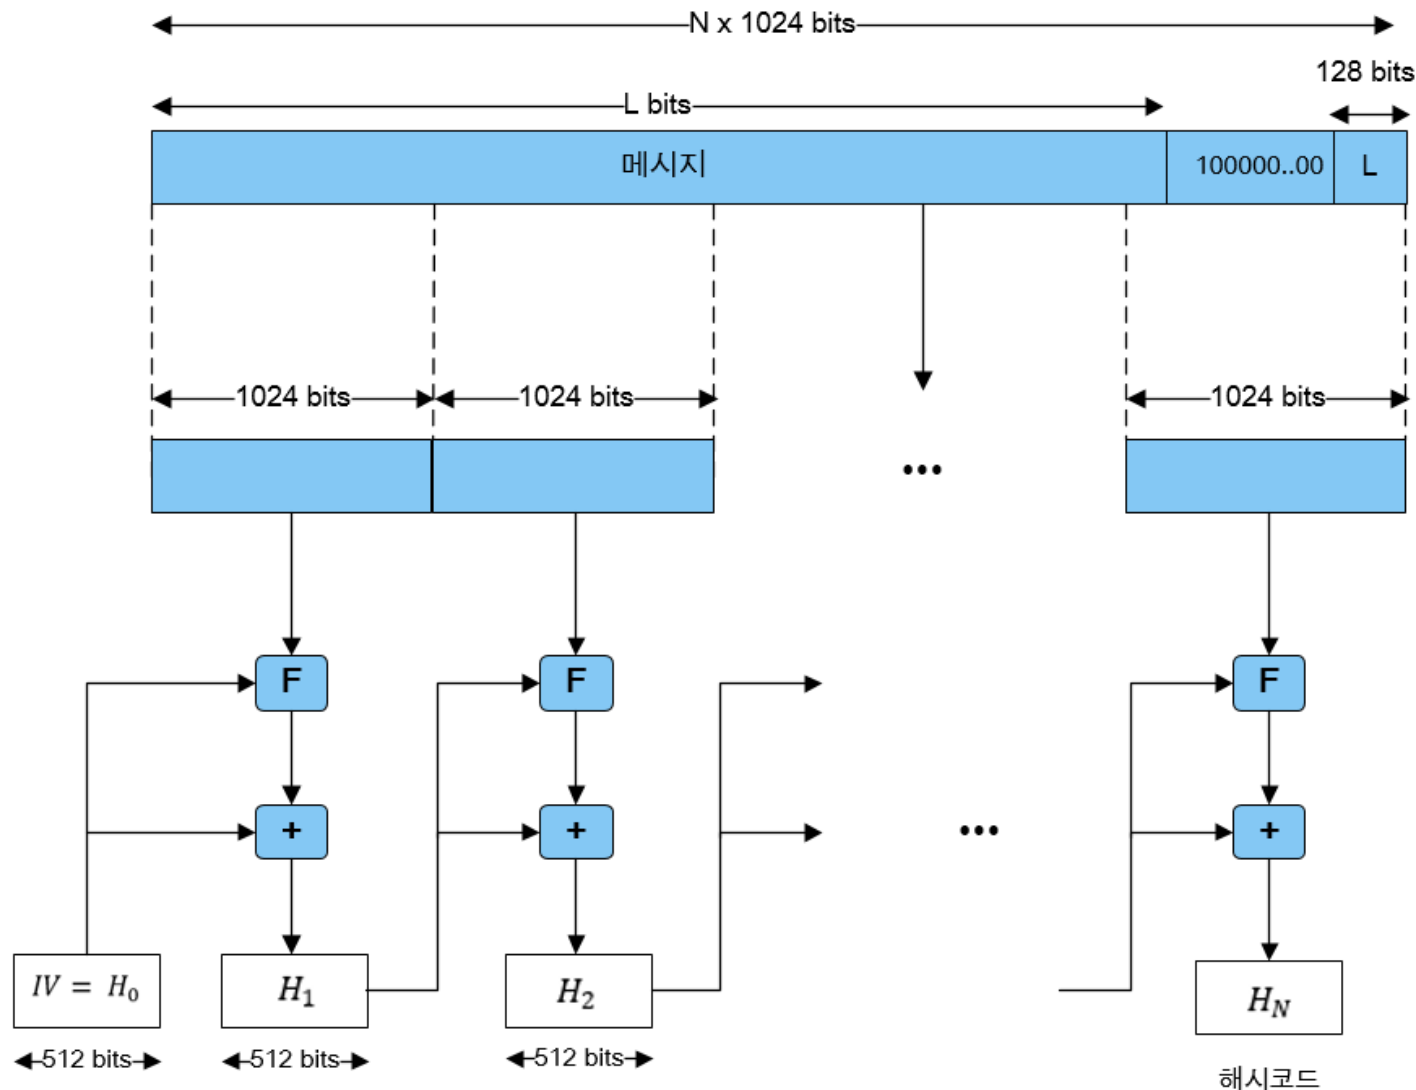 N x 1024 bits
128 bits
L bits
메시지
100000..00
L
1024 bits
1024 bits
1024 bits
...
F
F
F
+
+
...
+
IV = H₀
H₁
H₂
H_N
512 bits
512 bits
512 bits
해시코드